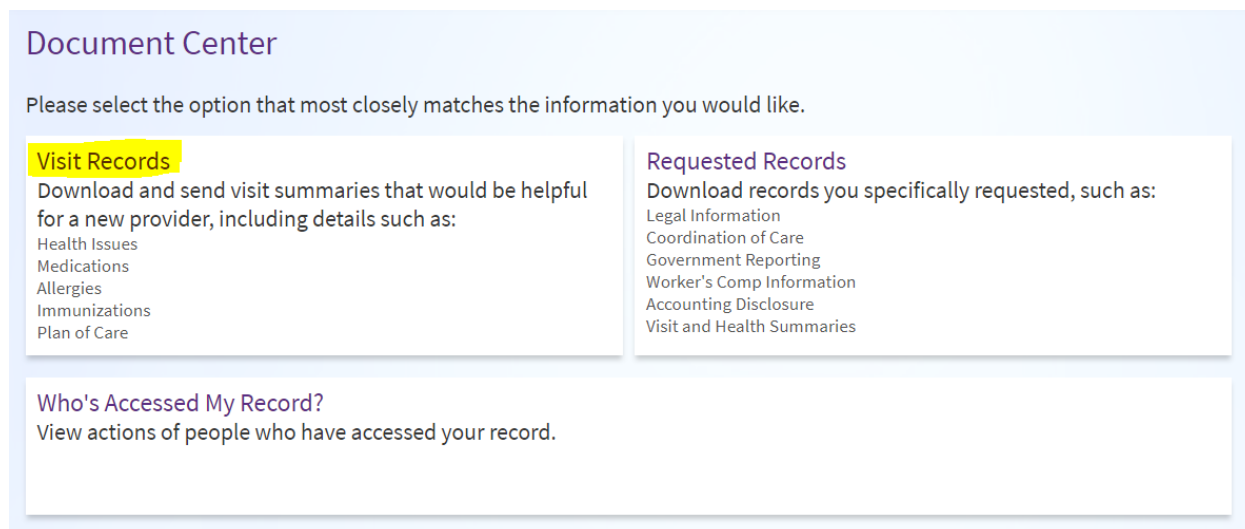 Document Center
Please select the option that most closely matches the information you would like.
Visit Records
Download and send visit summaries that would be helpful
for a new provider, including details such as:
Health Issues
Medications
Allergies
Immunizations
Plan of Care
Requested Records
Download records you specifically requested, such as:
Legal Information
Coordination of Care
Government Reporting
Worker's Comp Information
Accounting Disclosure
Visit and Health Summaries
Who's Accessed My Record?
View actions of people who have accessed your record.